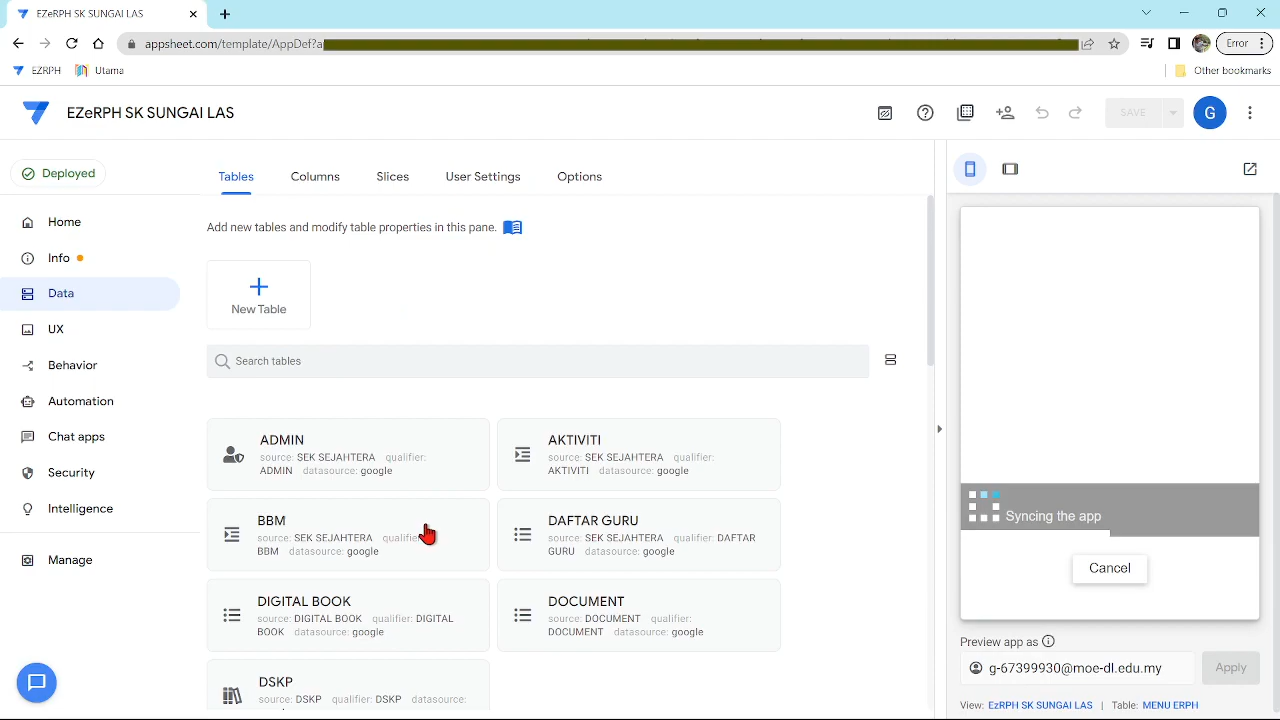 EZERPH SK SUNGAI LAS
appsheet.com/template/AppDef?a
Error
EZRPH
Utama
Other bookmarks
EZeRPH SK SUNGAI LAS
SAVE
G
Deployed
Home
Info
Data
UX
Behavior
Automation
Chat apps
Security
Intelligence
Manage
Tables Columns Slices User Settings Options
Add new tables and modify table properties in this pane.
New Table
Search tables
ADMIN
source: SEK SEJAHTERA qualifier:
ADMIN datasource: google
AKTIVITI
source: SEK SEJAHTERA qualifier:
AKTIVITI datasource: google
BBM
source: SEK SEJAHTERA qualifie
BBM datasource: google
DAFTAR GURU
source: SEK SEJAHTERA qualifier: DAFTAR
GURU datasource: google
DIGITAL BOOK
source: DIGITAL BOOK qualifier: DIGITAL
BOOK datasource: google
DOCUMENT
source: DOCUMENT qualifier:
DOCUMENT datasource: google
DSKP
source: DSKP qualifier: DSKP datasource:
Syncing the app
Cancel
Preview app as
g-67399930@moe-dl.edu.my
Apply
View: EzRPH SK SUNGAI LAS | Table: MENU ERPH